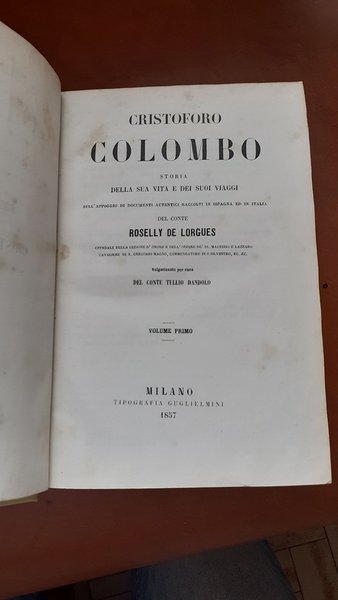 CRISTOFORO
COLOMBO
STORIA
DELLA SUA VITA E DEI SUOI VIAGGI
SULL'APPOGGIO DI DOCUMENTI AUTENTICI RACCOLTI IN ISPAGNA ED IN ITALIA
DEL CONTE
ROSELLY DE LORGUES
UFFIZIALE DELLA LEGIONE D'ONORE E DELL'ORDINE DE' SS. MAURIZIO E LAZZARO
CAVALIERE DI S. GREGORIO MAGNO, COMMENDATORE DI S. SILVESTRO, EC. EC.
Volgarizzata per cura
DEL CONTE TULLIO DANDOLO
VOLUME PRIMO
MILANO
TIPOGRAFIA GUGLIELMINI
1857